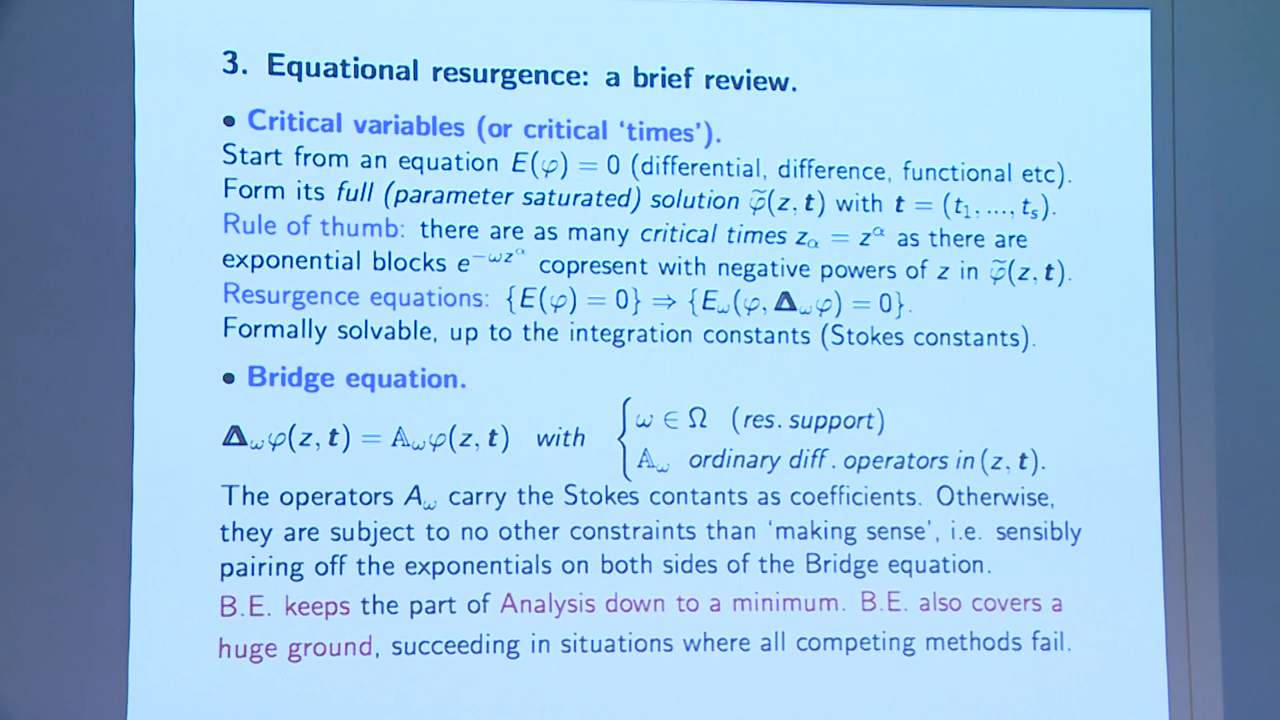 3. Equational resurgence: a brief review.
• Critical variables (or critical ‘times’).
Start from an equation E(φ) = 0 (differential, difference, functional etc).
Form its full (parameter saturated) solution φ̃(z, t) with t = (t₁, ..., tₛ).
Rule of thumb: there are as many critical times z_α = z^α as there are
exponential blocks e^{−ωz^α} copresent with negative powers of z in φ̃(z, t).
Resurgence equations: {E(φ) = 0} ⇒ {E_ω(φ, Δ_ωφ) = 0}.
Formally solvable, up to the integration constants (Stokes constants).
• Bridge equation.
Δ_ωφ(z, t) = 𝔸_ωφ(z, t) with { ω ∈ Ω (res. support)
𝔸_ω ordinary diff. operators in (z, t).
The operators A_ω carry the Stokes contants as coefficients. Otherwise,
they are subject to no other constraints than ‘making sense’, i.e. sensibly
pairing off the exponentials on both sides of the Bridge equation.
B.E. keeps the part of Analysis down to a minimum. B.E. also covers a
huge ground, succeeding in situations where all competing methods fail.